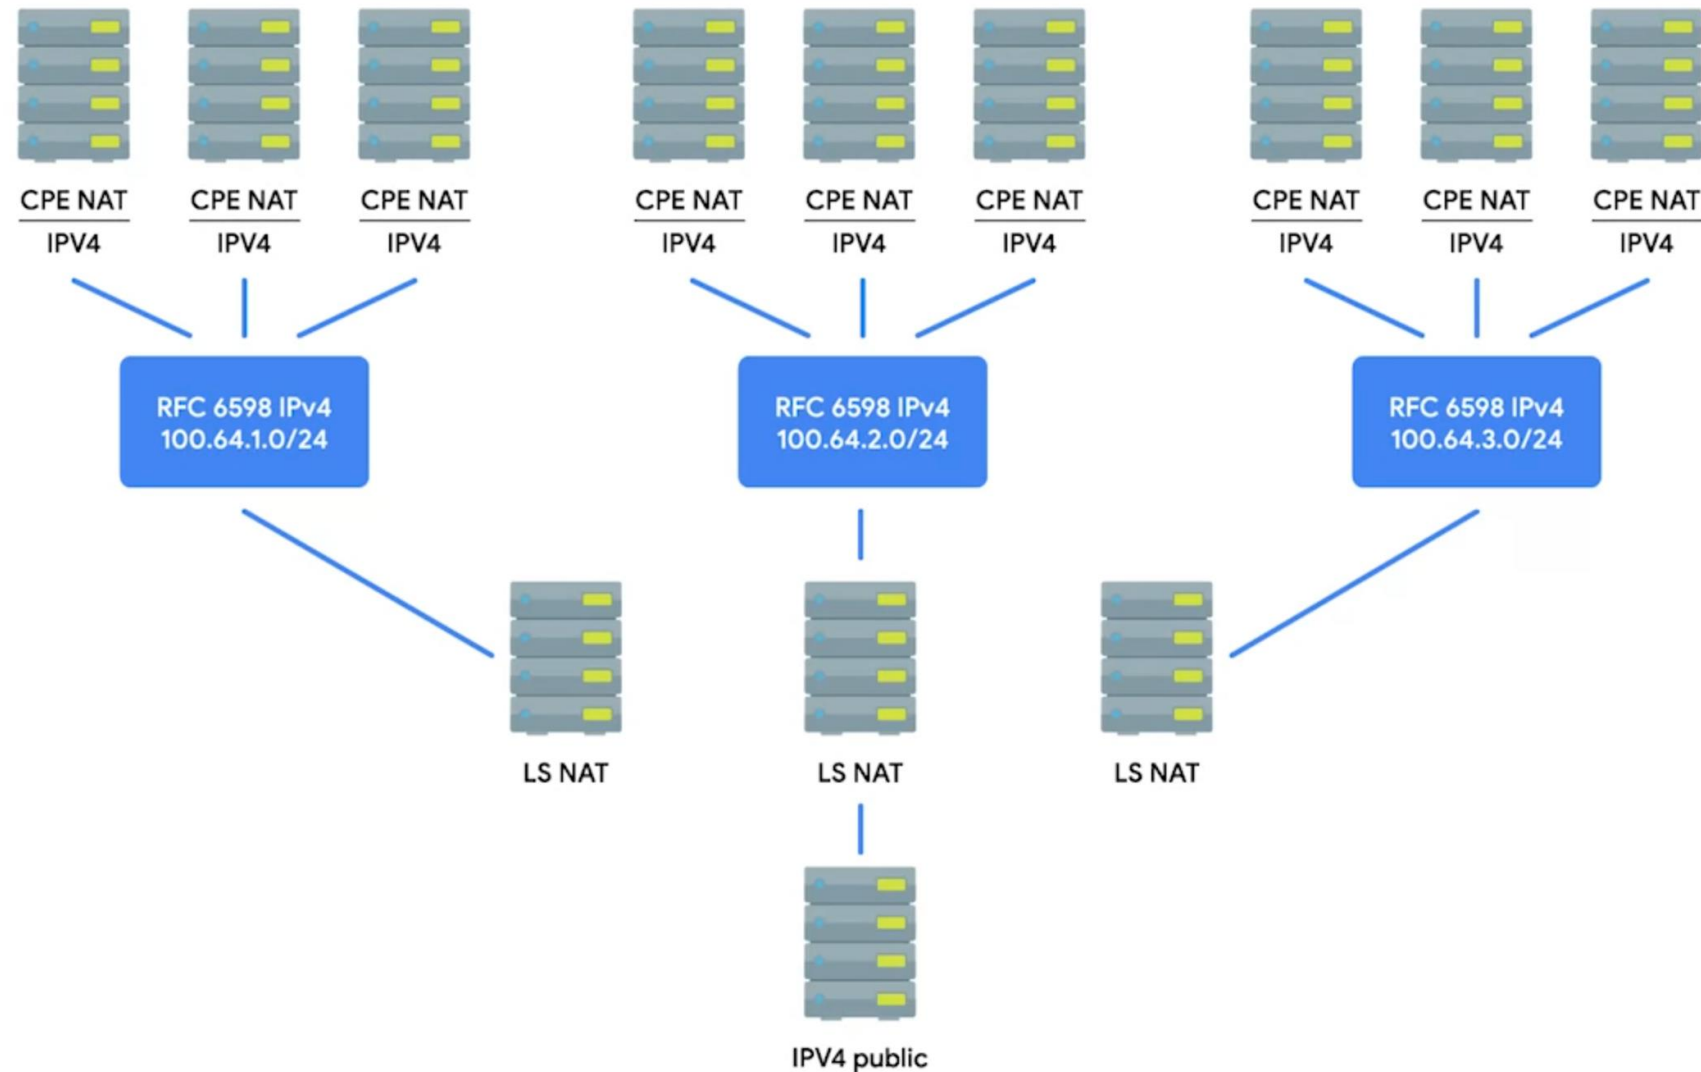 CPE NAT
IPV4
CPE NAT
IPV4
CPE NAT
IPV4
CPE NAT
IPV4
CPE NAT
IPV4
CPE NAT
IPV4
CPE NAT
IPV4
CPE NAT
IPV4
CPE NAT
IPV4
RFC 6598 IPv4
100.64.1.0/24
RFC 6598 IPv4
100.64.2.0/24
RFC 6598 IPv4
100.64.3.0/24
LS NAT
LS NAT
LS NAT
IPV4 public